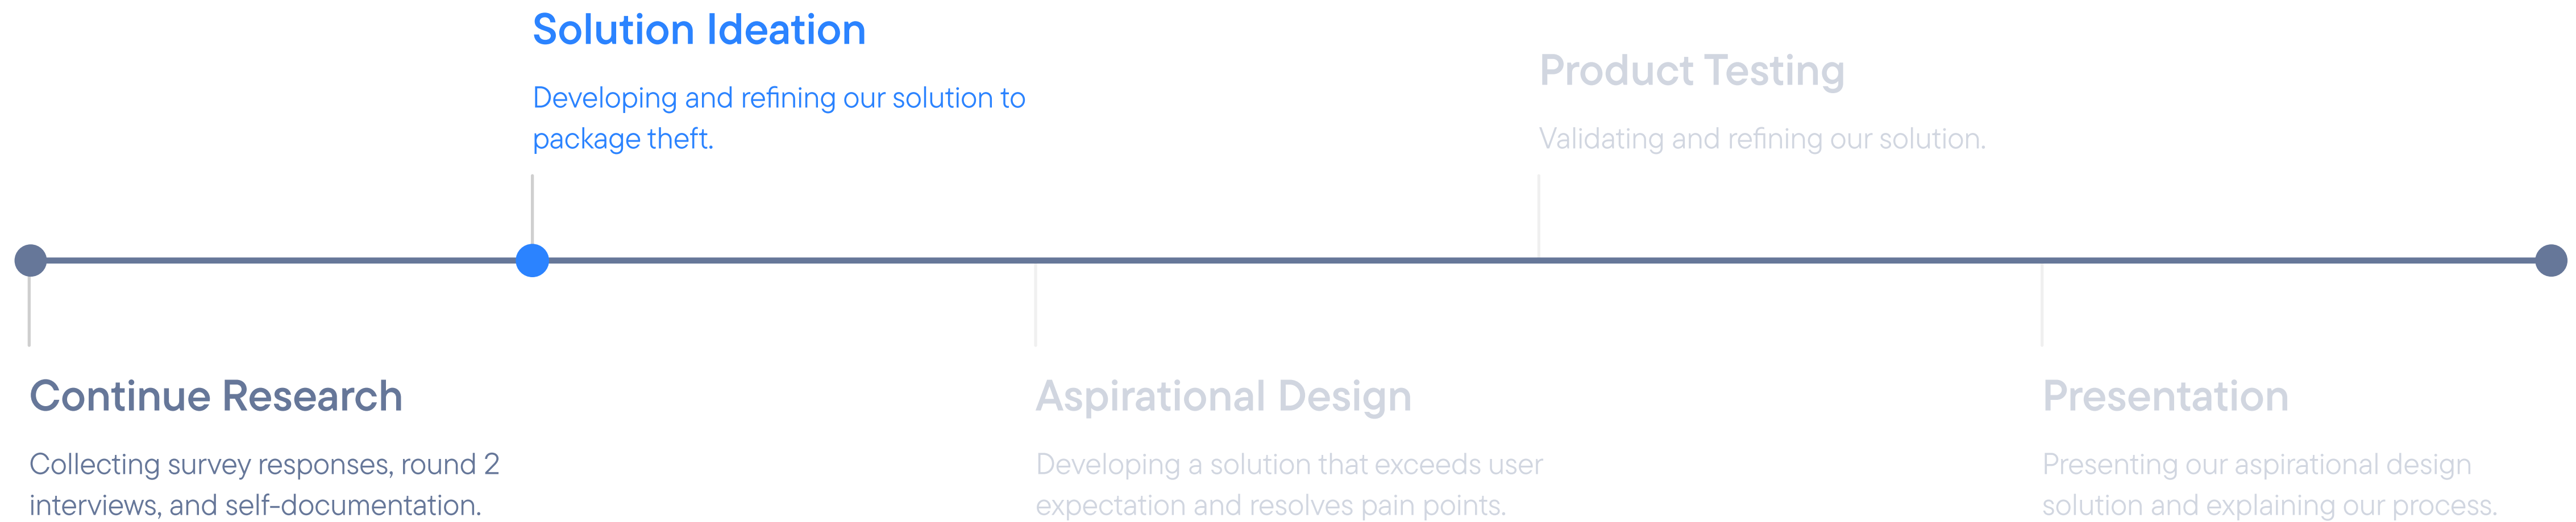 Solution Ideation
Developing and refining our solution to
package theft.
Product Testing
Validating and refining our solution.
Continue Research
Collecting survey responses, round 2
interviews, and self-documentation.
Aspirational Design
Developing a solution that exceeds user
expectation and resolves pain points.
Presentation
Presenting our aspirational design
solution and explaining our process.